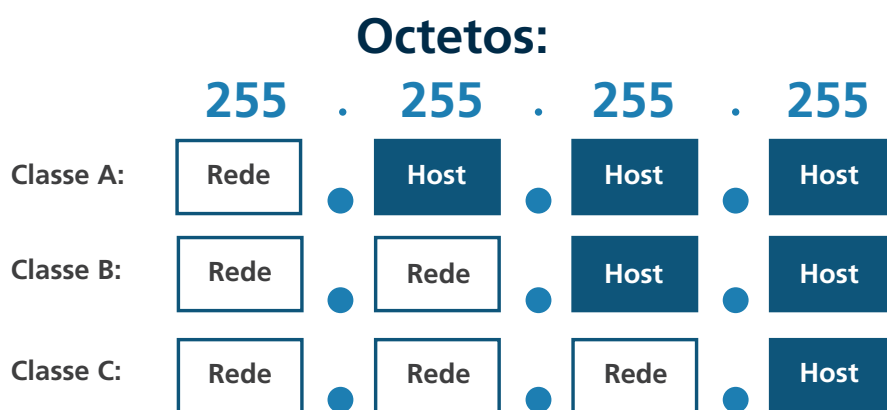 Octetos:
255 . 255 . 255 . 255
Classe A: Rede Host Host Host
Classe B: Rede Rede Host Host
Classe C: Rede Rede Rede Host